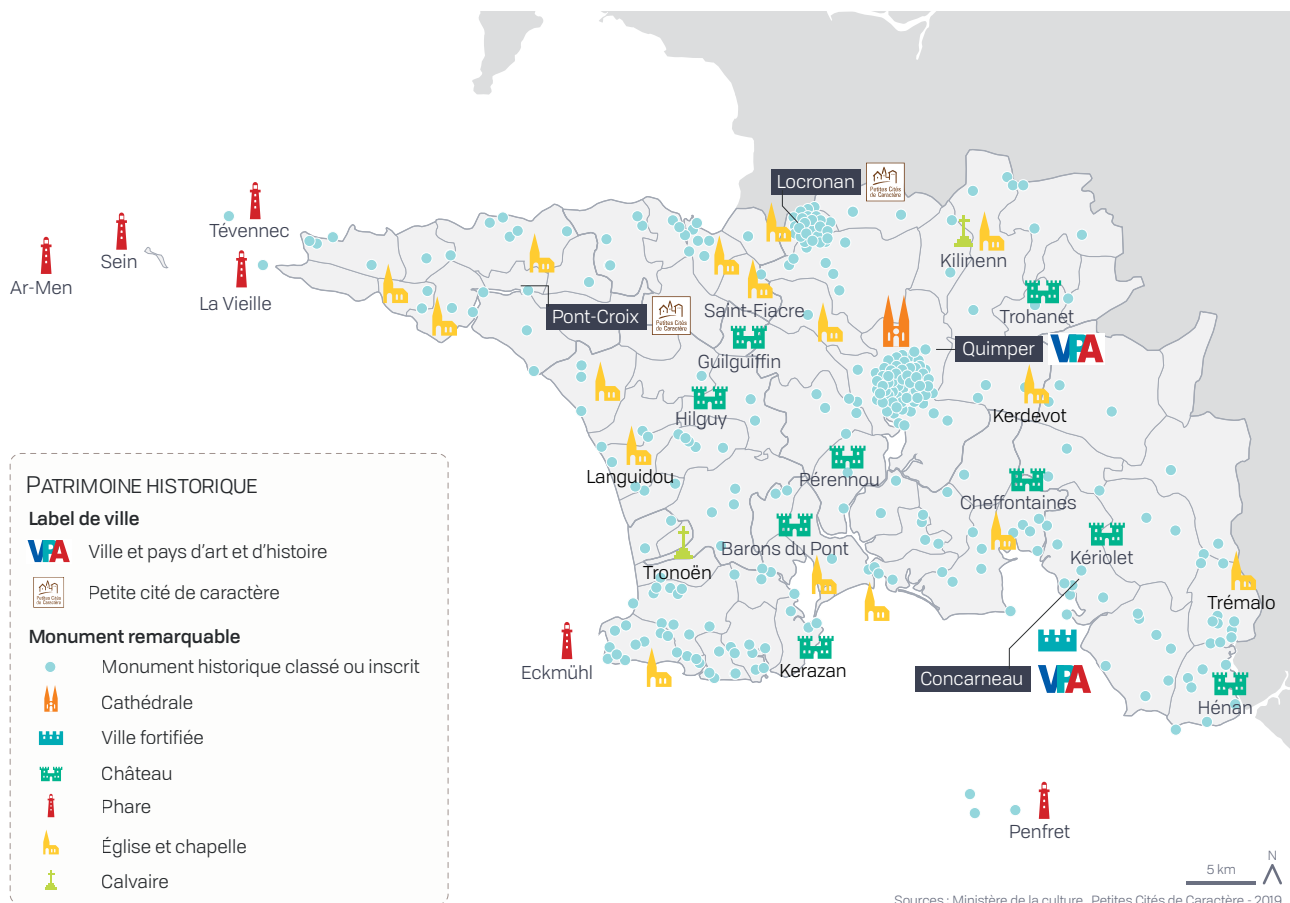 Locronan
Petites Cités
de Caractère
Tévennec
Sein
Kilinenn
Ar-Men
La Vieille
Pont-Croix
Petites Cités
de Caractère
Saint-Fiacre
Trohanet
Quimper
VPA
Guilguiffin
Hilguy
Kerdevot
Languidou
Pérennou
Cheffontaines
Barons du Pont
Kériolet
Tronoën
Trémalo
Eckmühl
Kerazan
Concarneau
VPA
Hénan
Penfret
PATRIMOINE HISTORIQUE
Label de ville
VPA
Ville et pays d'art et d'histoire
Petites Cités
de Caractère
Petite cité de caractère
Monument remarquable
Monument historique classé ou inscrit
Cathédrale
Ville fortifiée
Château
Phare
Église et chapelle
Calvaire
N
5 km
Sources : Ministère de la culture, Petites Cités de Caractère - 2019